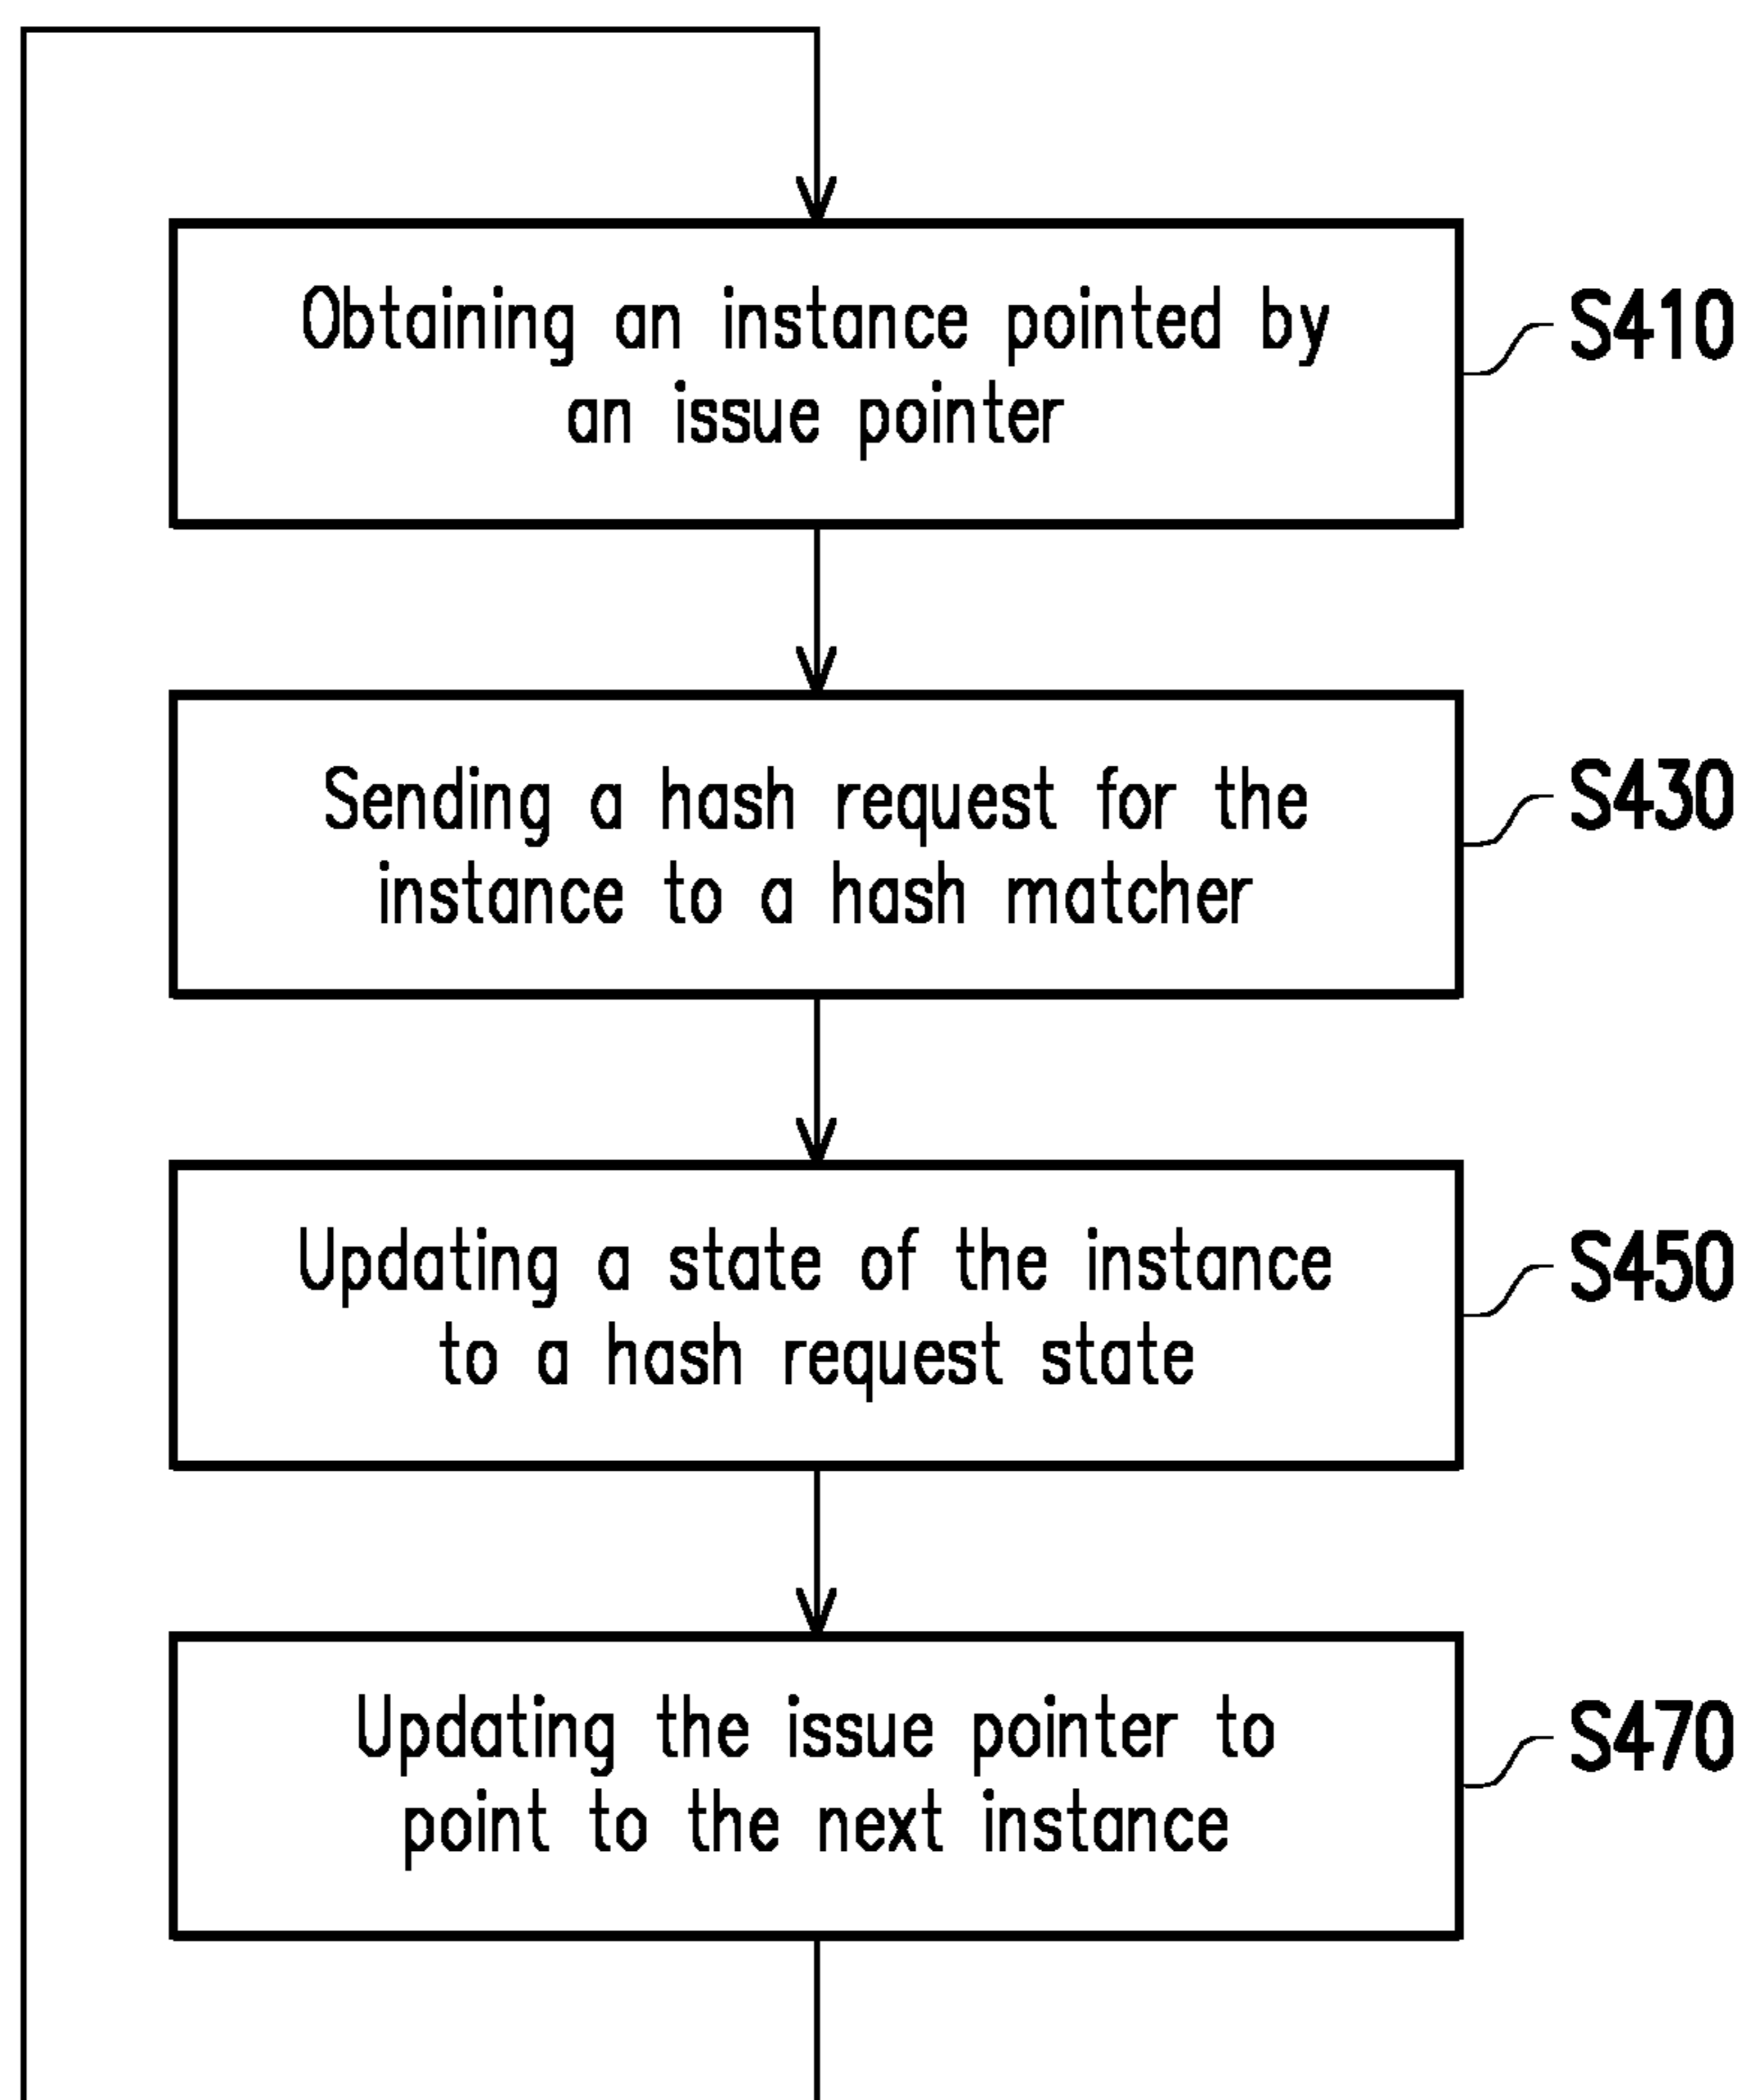 Obtaining an instance pointed by
an issue pointer
S410
Sending a hash request for the
instance to a hash matcher
S430
Updating a state of the instance
to a hash request state
S450
Updating the issue pointer to
point to the next instance
S470